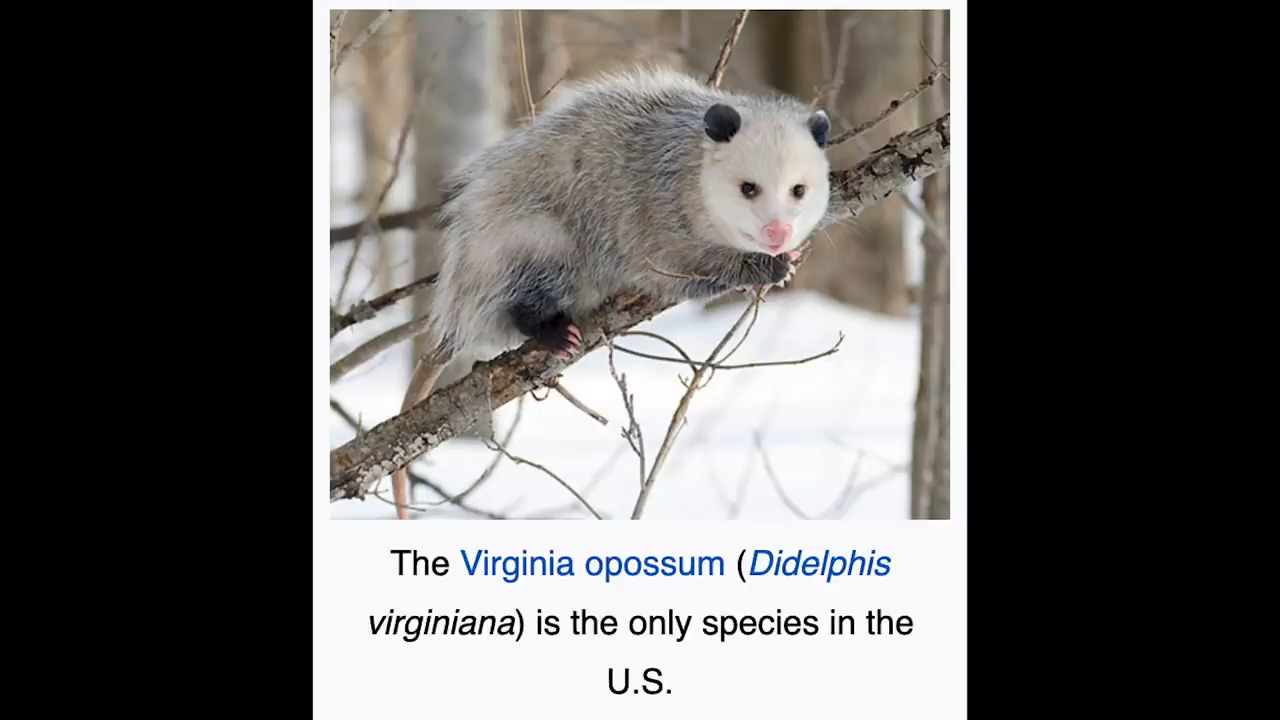 The Virginia opossum (Didelphis
virginiana) is the only species in the
U.S.